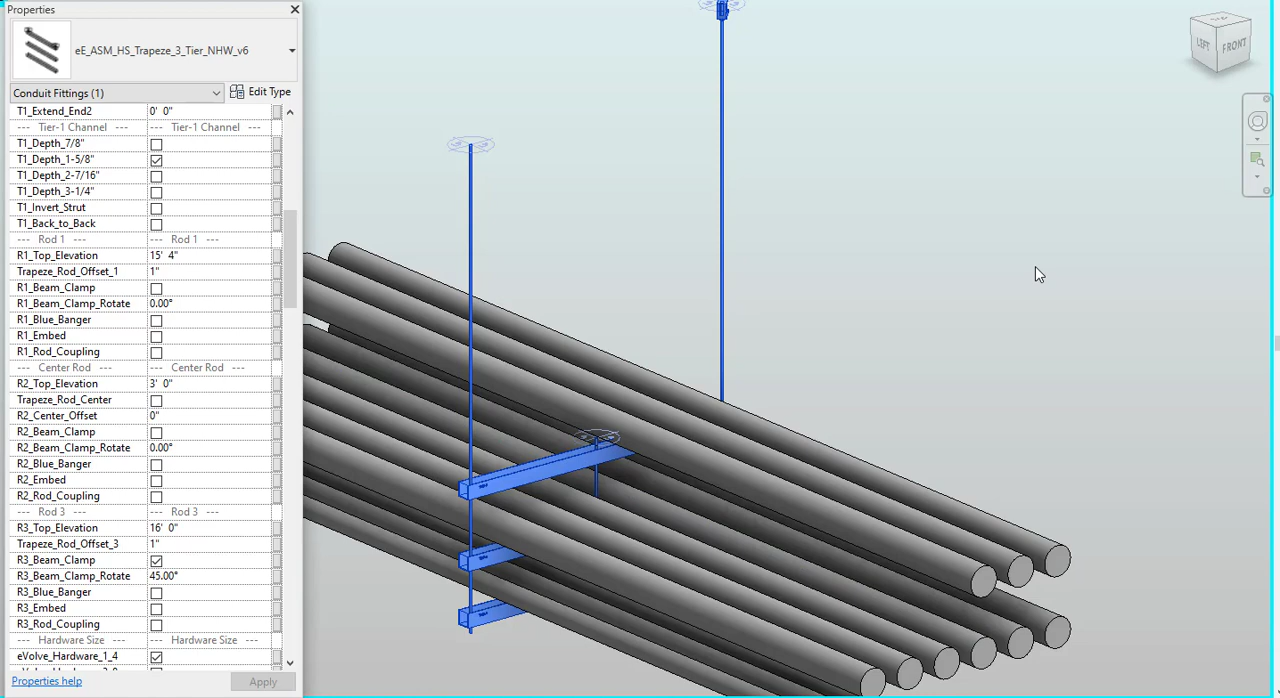 Properties
eE_ASM_HS_Trapeze_3_Tier_NHW_v6
Conduit Fittings (1)
Edit Type
T1_Extend_End2 0' 0"
--- Tier-1 Channel --- --- Tier-1 Channel ---
T1_Depth_7/8"
T1_Depth_1-5/8"
T1_Depth_2-7/16"
T1_Depth_3-1/4"
T1_Invert_Strut
T1_Back_to_Back
--- Rod 1 --- --- Rod 1 ---
R1_Top_Elevation 15' 4"
Trapeze_Rod_Offset_1 1"
R1_Beam_Clamp
R1_Beam_Clamp_Rotate 0.00°
R1_Blue_Banger
R1_Embed
R1_Rod_Coupling
--- Center Rod --- --- Center Rod ---
R2_Top_Elevation 3' 0"
Trapeze_Rod_Center
R2_Center_Offset 0"
R2_Beam_Clamp
R2_Beam_Clamp_Rotate 0.00°
R2_Blue_Banger
R2_Embed
R2_Rod_Coupling
--- Rod 3 --- --- Rod 3 ---
R3_Top_Elevation 16' 0"
Trapeze_Rod_Offset_3 1"
R3_Beam_Clamp
R3_Beam_Clamp_Rotate 45.00°
R3_Blue_Banger
R3_Embed
R3_Rod_Coupling
--- Hardware Size --- --- Hardware Size ---
eVolve_Hardware_1_4
Properties help
Apply
LEFT
FRONT